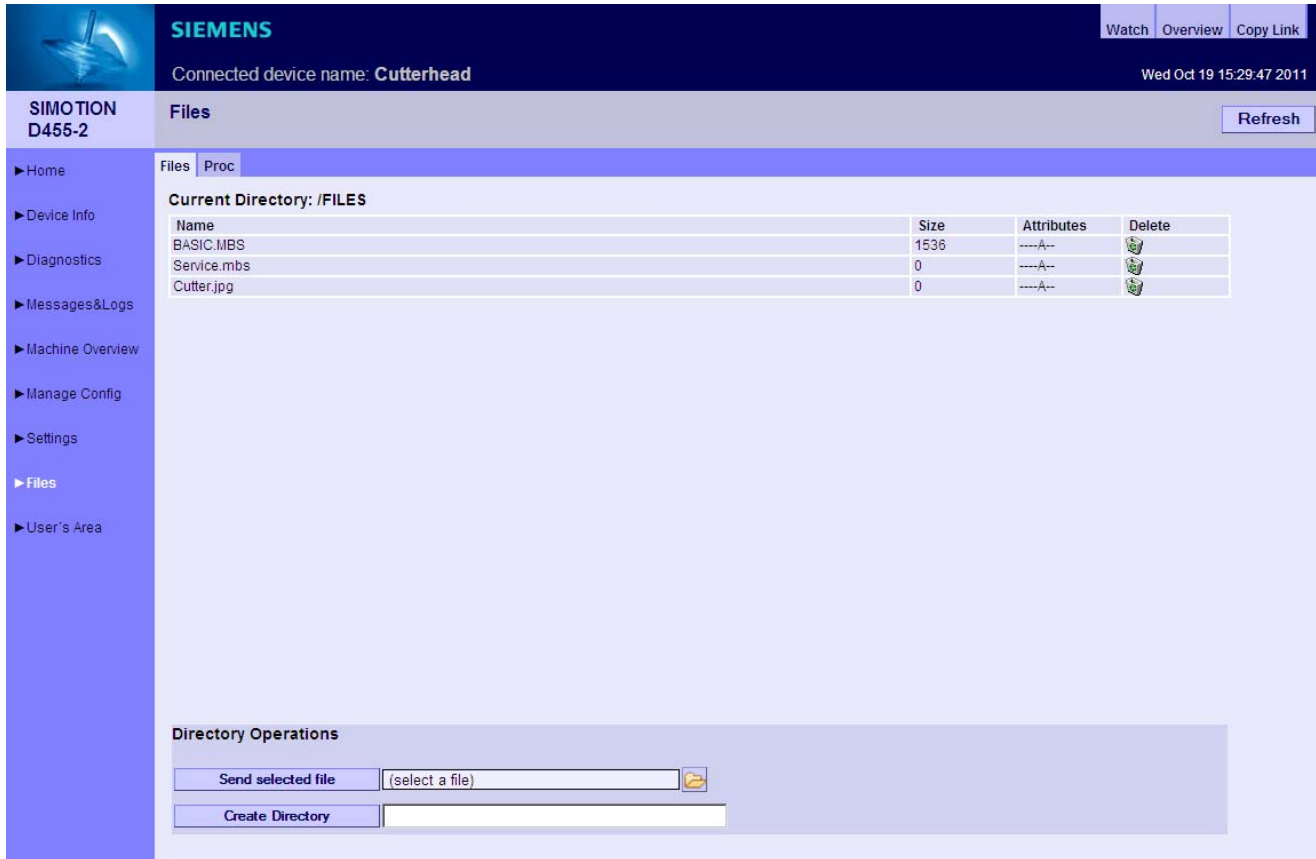 SIEMENS
Watch Overview Copy Link
Connected device name: Cutterhead
Wed Oct 19 15:29:47 2011
SIMOTION
D455-2
Files
Refresh
►Home
►Device Info
►Diagnostics
►Messages&Logs
►Machine Overview
►Manage Config
►Settings
►Files
►User's Area
Files Proc
Current Directory: /FILES
Name Size Attributes Delete
BASIC.MBS 1536 ----A--
Service.mbs 0 ----A--
Cutter.jpg 0 ----A--
Directory Operations
Send selected file (select a file)
Create Directory